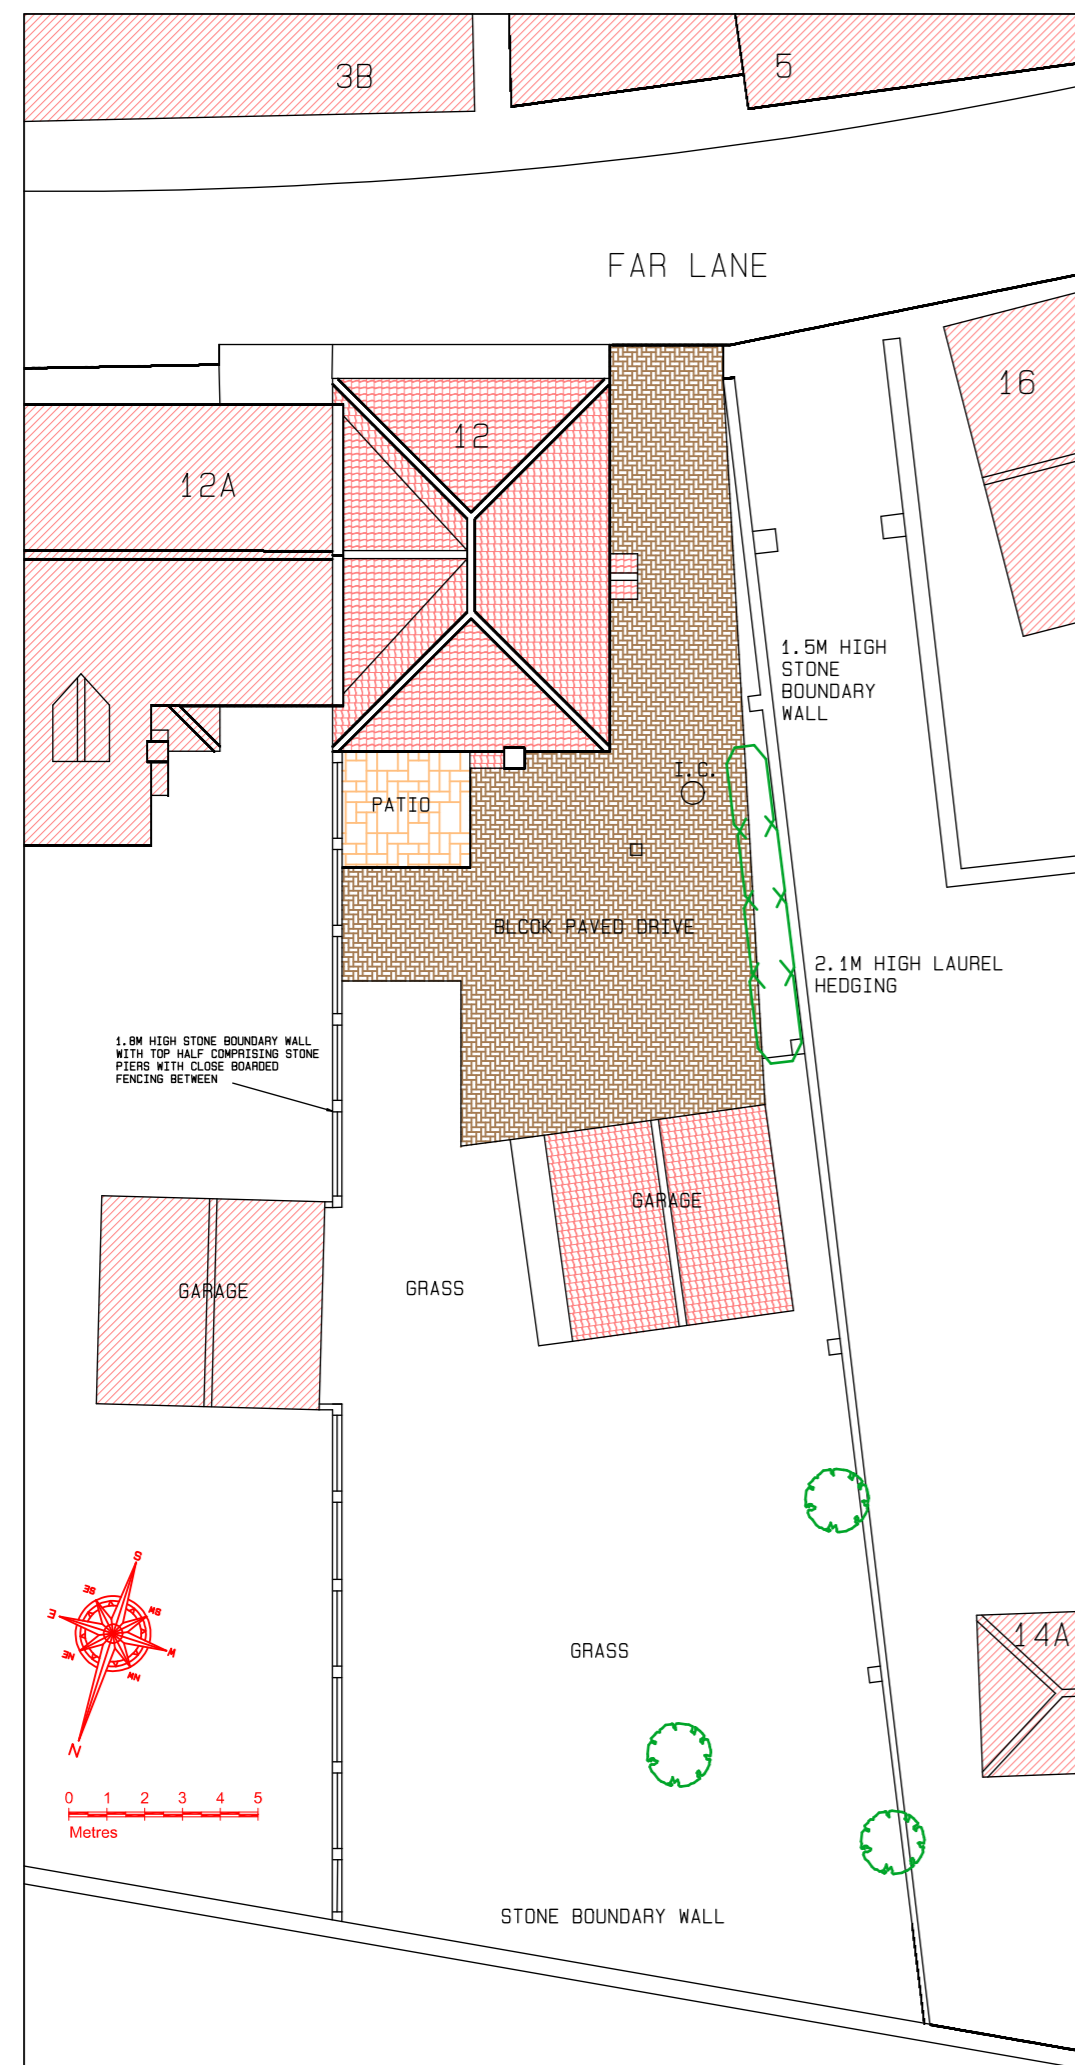 3B
5
FAR LANE
16
12
12A
1.5M HIGH
STONE
BOUNDARY
WALL
I.C.
PATIO
BLCOK PAVED DRIVE
2.1M HIGH LAUREL
HEDGING
1.8M HIGH STONE BOUNDARY WALL
WITH TOP HALF COMPRISING STONE
PIERS WITH CLOSE BOARDED
FENCING BETWEEN
GARAGE
GARAGE
GRASS
S
SE
SW
E
W
NE
NW
N
GRASS
14A
0 1 2 3 4 5
Metres
STONE BOUNDARY WALL